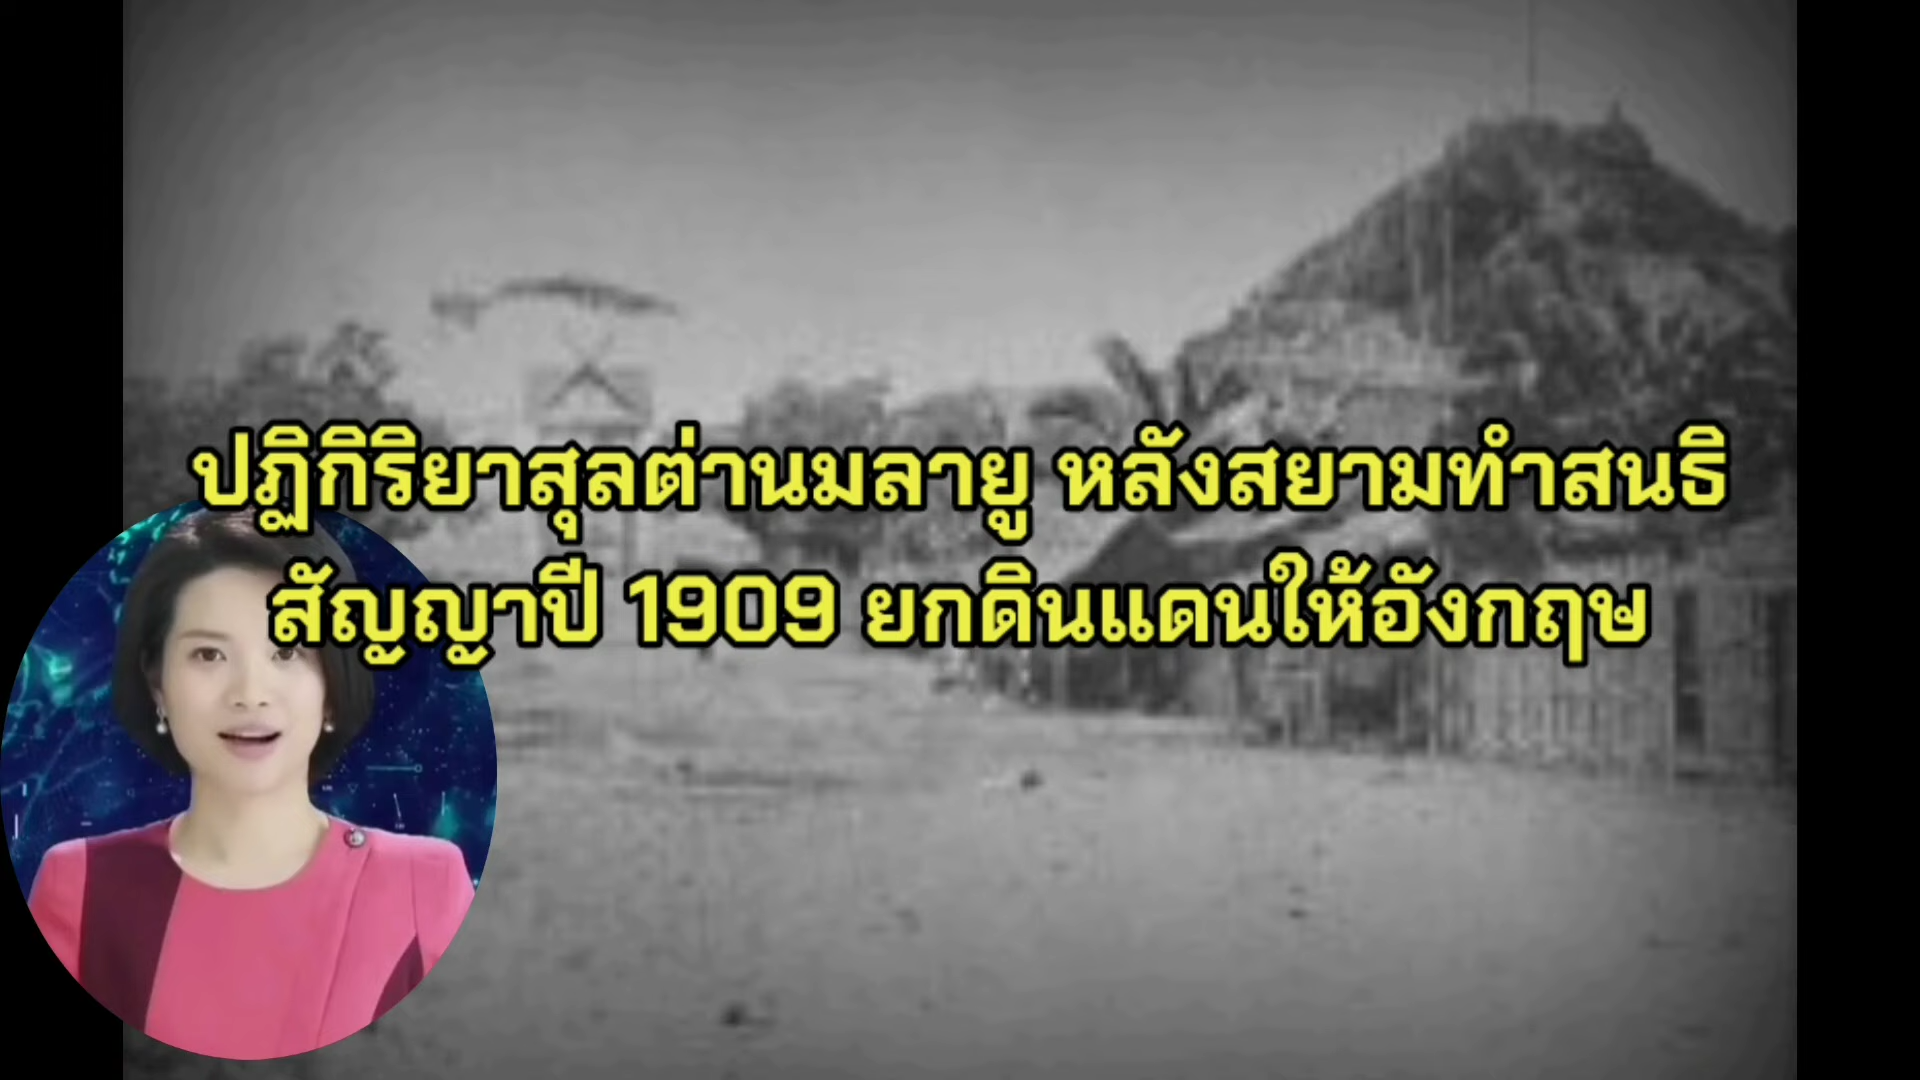 ปฏิกิริยาสุลต่านมลายู หลังสยามทำสนธิ
สัญญาปี 1909 ยกดินแดนให้อังกฤษ